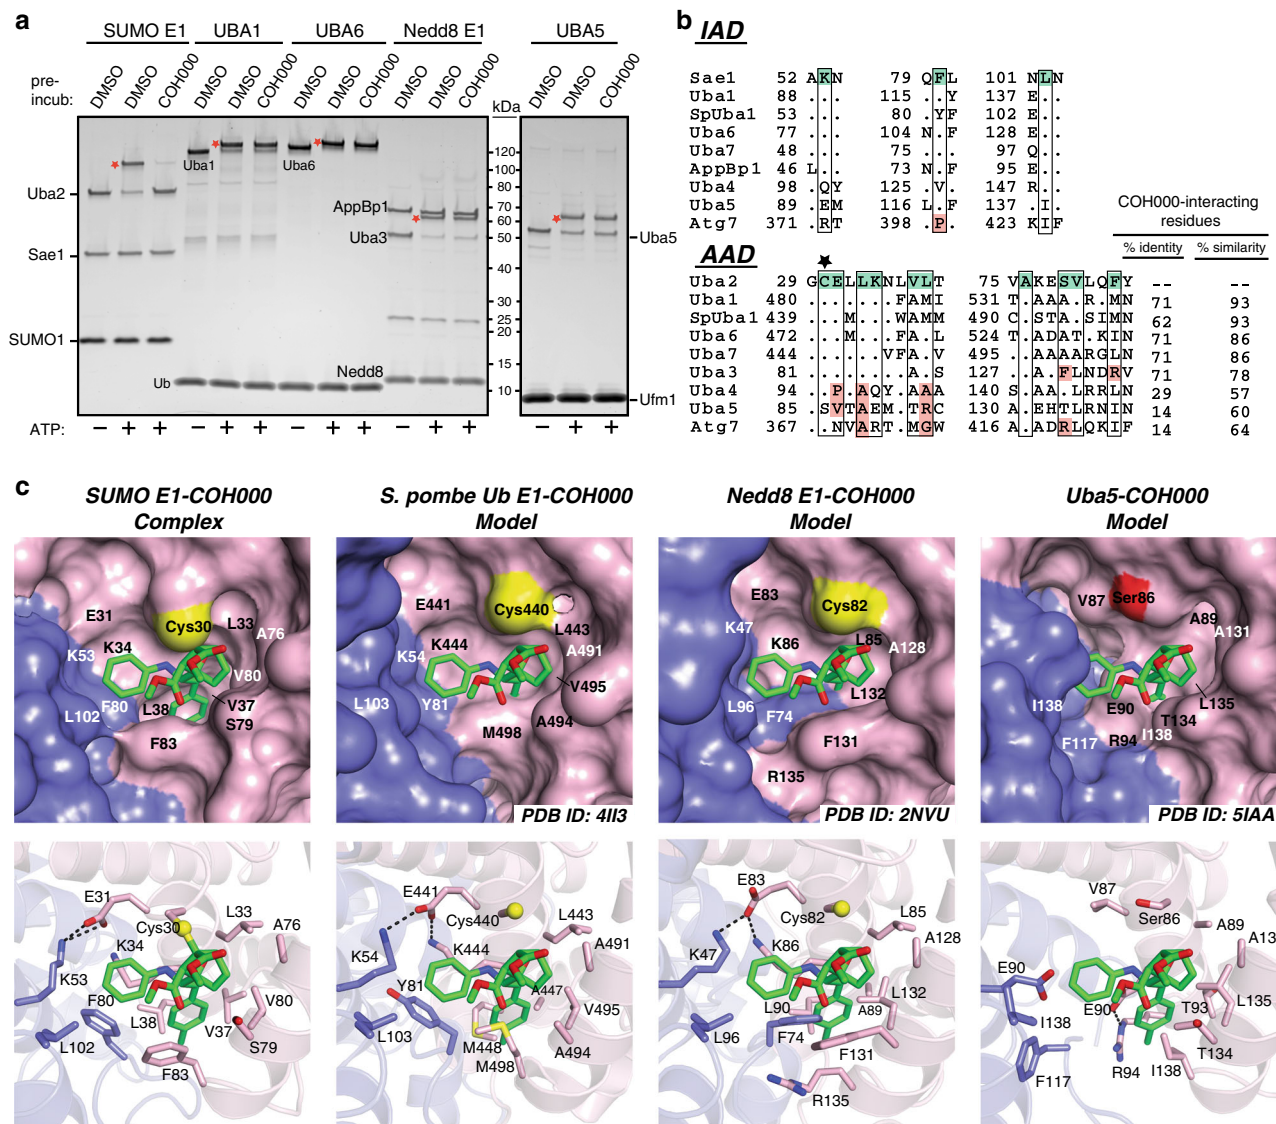 a
SUMO E1 UBA1 UBA6 Nedd8 E1 UBA5
pre-incub:
DMSO DMSO COH000 DMSO DMSO COH000 DMSO DMSO COH000 DMSO DMSO COH000 DMSO DMSO COH000
kDa
120
100
80
60
50
40
30
25
20
15
10
Uba2
Sae1
SUMO1
Uba1
Ub
Uba6
AppBp1
Uba3
Nedd8
Uba5
Ufm1
ATP: − + + − + + − + + − + + − + +
b
IAD
Sae1 52 AKN 79 QFL 101 NLN
Uba1 88 ... 115 ..Y 137 E..
SpUba1 53 ... 80 .YF 102 E..
Uba6 77 ... 104 N.F 128 E..
Uba7 48 ... 75 ... 97 Q..
AppBp1 46 L.. 73 N.F 95 E..
Uba4 98 .QY 125 .V. 147 R..
Uba5 89 .EM 116 L.F 137 .I.
Atg7 371 .RT 398 .P. 423 KIF
COH000-interacting
residues
% identity % similarity
AAD
Uba2 29 GCELLKNLVLT 75 VAKESVLQFY -- --
Uba1 480 .......FAMI 531 T.AAA.R.MN 71 93
SpUba1 439 ...M...WAMM 490 C.STA.SIMN 62 93
Uba6 472 ...M...FA.L 524 TADAT.KIN 71 86
Uba7 444 ......VFA.V 495 ..AAAARGLN 71 86
Uba3 81 ........A.S 127 .A.FLNDRV 71 78
Uba4 94 ..P.AQY.AA 140 S.AA.LRRLN 29 57
Uba5 85 .SVTAEM.TRC 130 A.EHTLRNIN 14 60
Atg7 367 ..NVART.MG 416 A.ADRLQKIF 14 64
c
SUMO E1-COH000
Complex
E31
Cys30
L33
A76
K53
K34
V80
F80
L102
L38
V37
S79
F83
S. pombe Ub E1-COH000
Model
E441
Cys440
L443
K444
K54
A491
V495
L103
Y81
A494
M498
PDB ID: 4II3
Nedd8 E1-COH000
Model
E83
K47
Cys82
K86
L85
A128
L132
L96
F74
F131
R135
PDB ID: 2NVU
Uba5-COH000
Model
V87
Ser86
A89
A131
I138
E90
L135
T134
F117
R94
I138
PDB ID: 5IAA
E31
Cys30
L33
A76
K34
K53
F80
L38
V37
V80
S79
L102
F83
E441
Cys440
L443
K54
K444
A491
Y81
A447
V495
L103
M448
M498
A494
E83
Cys82
L85
K47
K86
A128
L90
A89
L132
L96
F74
F131
R135
V87
Ser86
A89
A13
E90
E90
T93
L135
I138
T134
F117
R94
I138